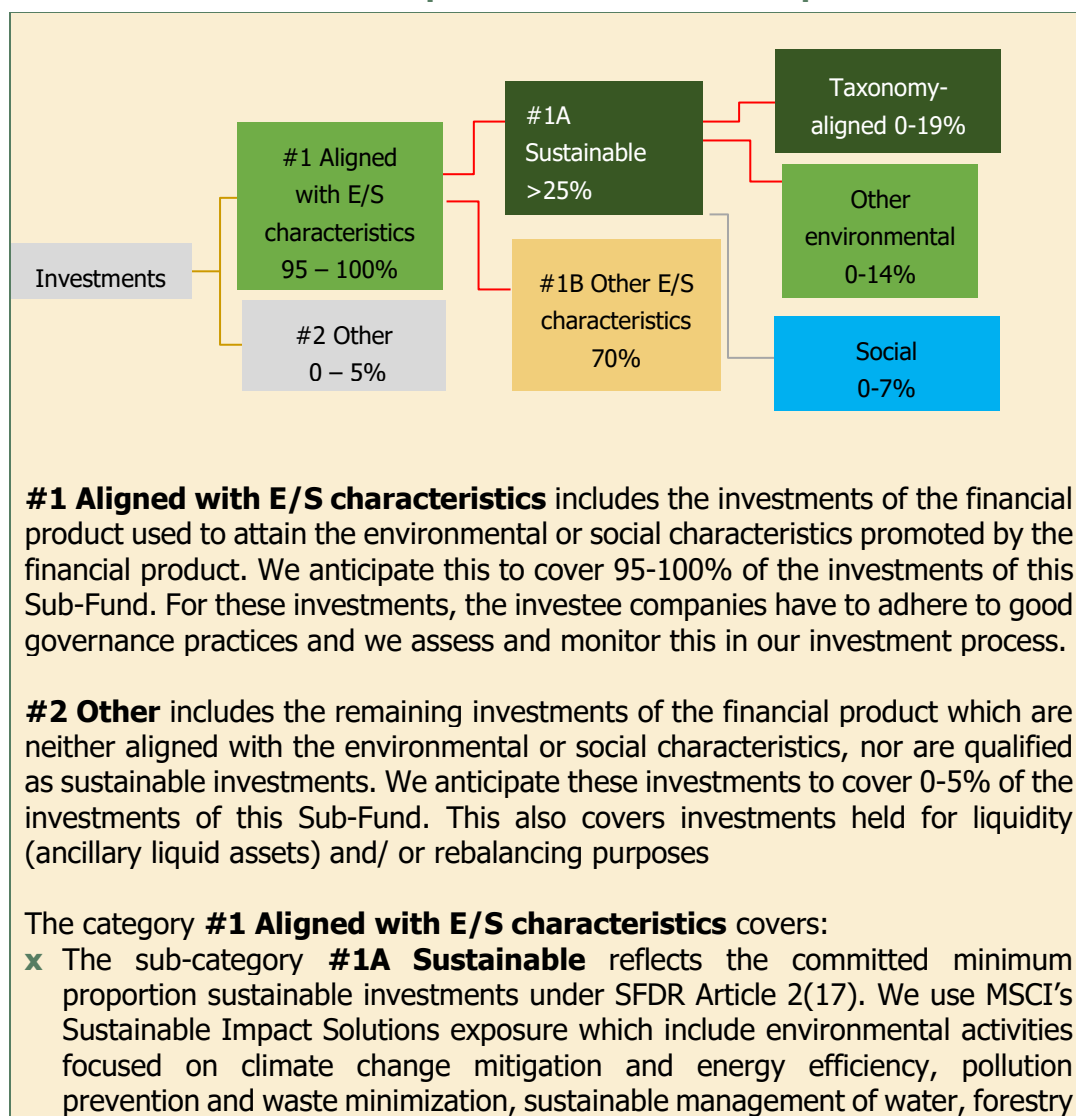 Investments
#1 Aligned
with E/S
characteristics
95 – 100%
#2 Other
0 – 5%
#1A
Sustainable
>25%
#1B Other E/S
characteristics
70%
Taxonomy-
aligned 0-19%
Other
environmental
0-14%
Social
0-7%
#1 Aligned with E/S characteristics includes the investments of the financial
product used to attain the environmental or social characteristics promoted by the
financial product. We anticipate this to cover 95-100% of the investments of this
Sub-Fund. For these investments, the investee companies have to adhere to good
governance practices and we assess and monitor this in our investment process.
#2 Other includes the remaining investments of the financial product which are
neither aligned with the environmental or social characteristics, nor are qualified
as sustainable investments. We anticipate these investments to cover 0-5% of the
investments of this Sub-Fund. This also covers investments held for liquidity
(ancillary liquid assets) and/ or rebalancing purposes
The category #1 Aligned with E/S characteristics covers:
x The sub-category #1A Sustainable reflects the committed minimum
proportion sustainable investments under SFDR Article 2(17). We use MSCI’s
Sustainable Impact Solutions exposure which include environmental activities
focused on climate change mitigation and energy efficiency, pollution
prevention and waste minimization, sustainable management of water, forestry